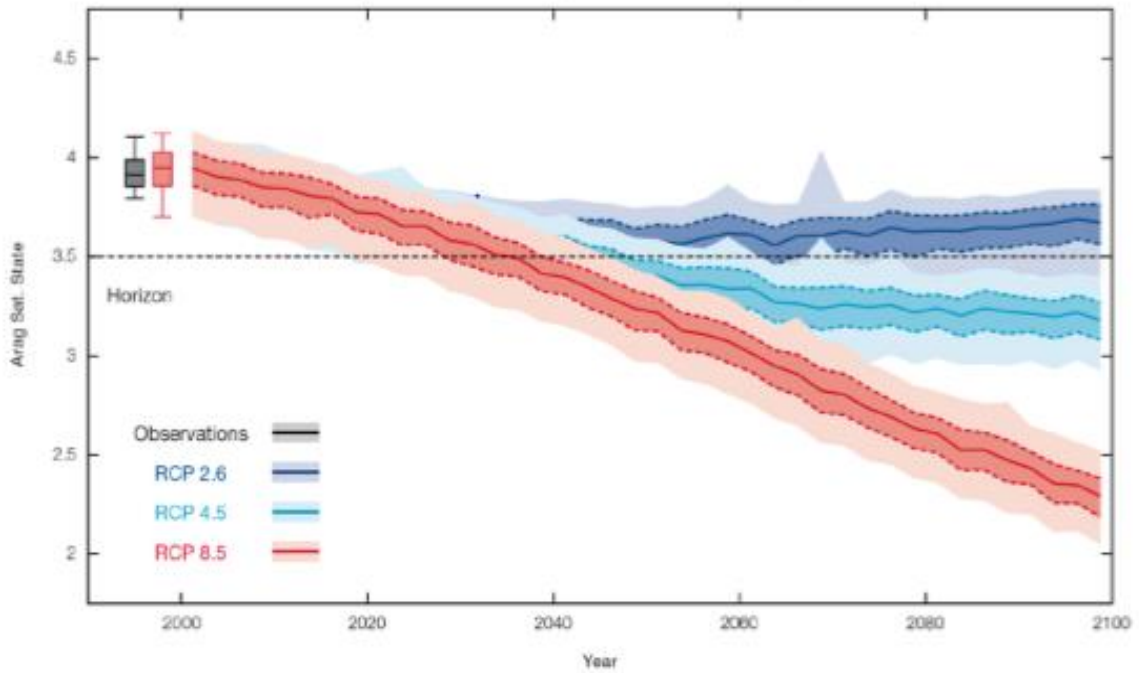 4.5
4
3.5
Horizon
Arag Sat. State
3
2.5
2
Observations
RCP 2.6
RCP 4.5
RCP 8.5
2000 2020 2040 2060 2080 2100
Year